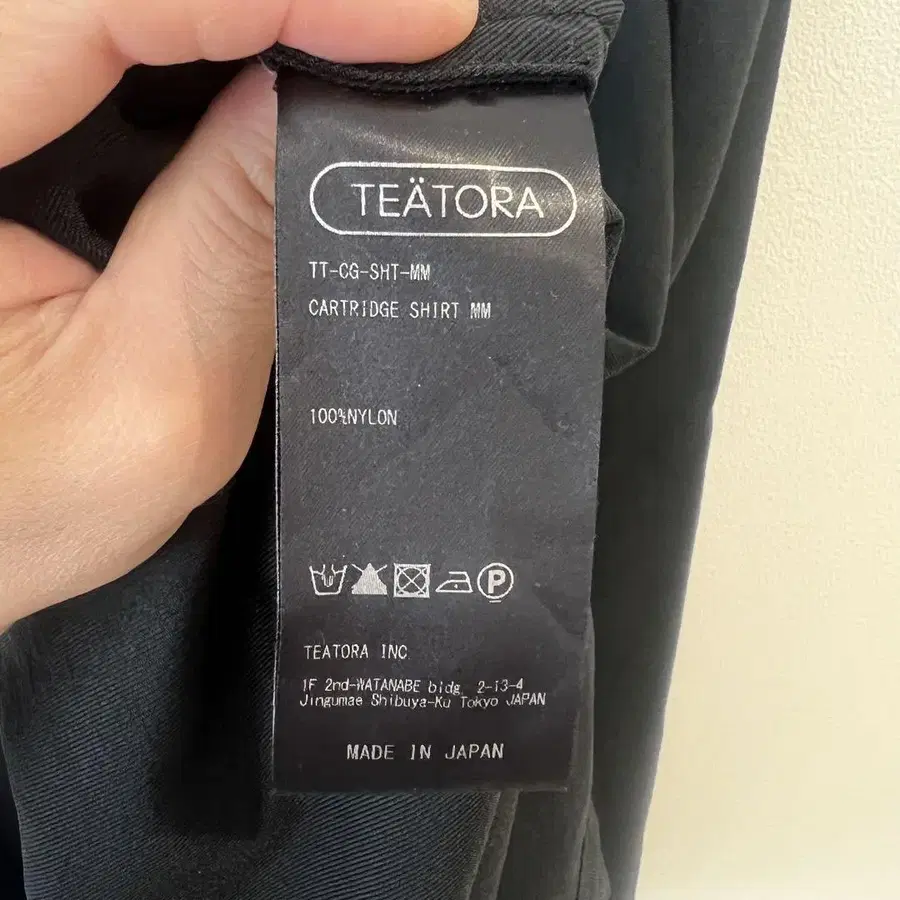 TEÄTORA
TT-CG-SHT-MM
CARTRIDGE SHIRT MM
100%NYLON
P
TEATORA INC
1F 2nd-WATANABE bldg. 2-13-4
Jingumae Shibuya-Ku Tokyo JAPAN
MADE IN JAPAN